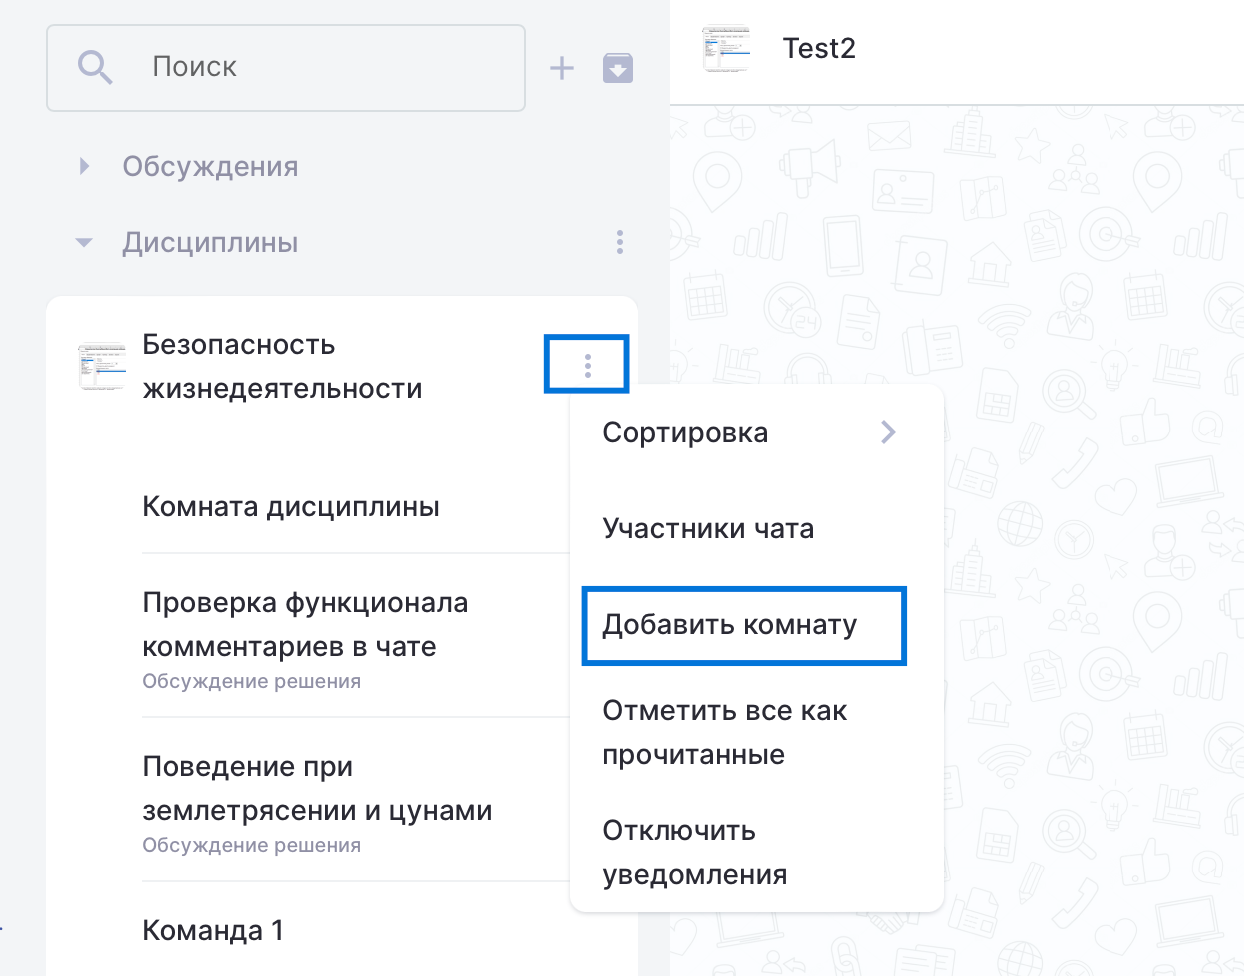 Поиск
Test2
Обсуждения
Дисциплины
Безопасность
жизнедеятельности
Комната дисциплины
Проверка функционала
комментариев в чате
Обсуждение решения
Поведение при
землетрясении и цунами
Обсуждение решения
Команда 1
Сортировка
Участники чата
Добавить комнату
Отметить все как
прочитанные
Отключить
уведомления